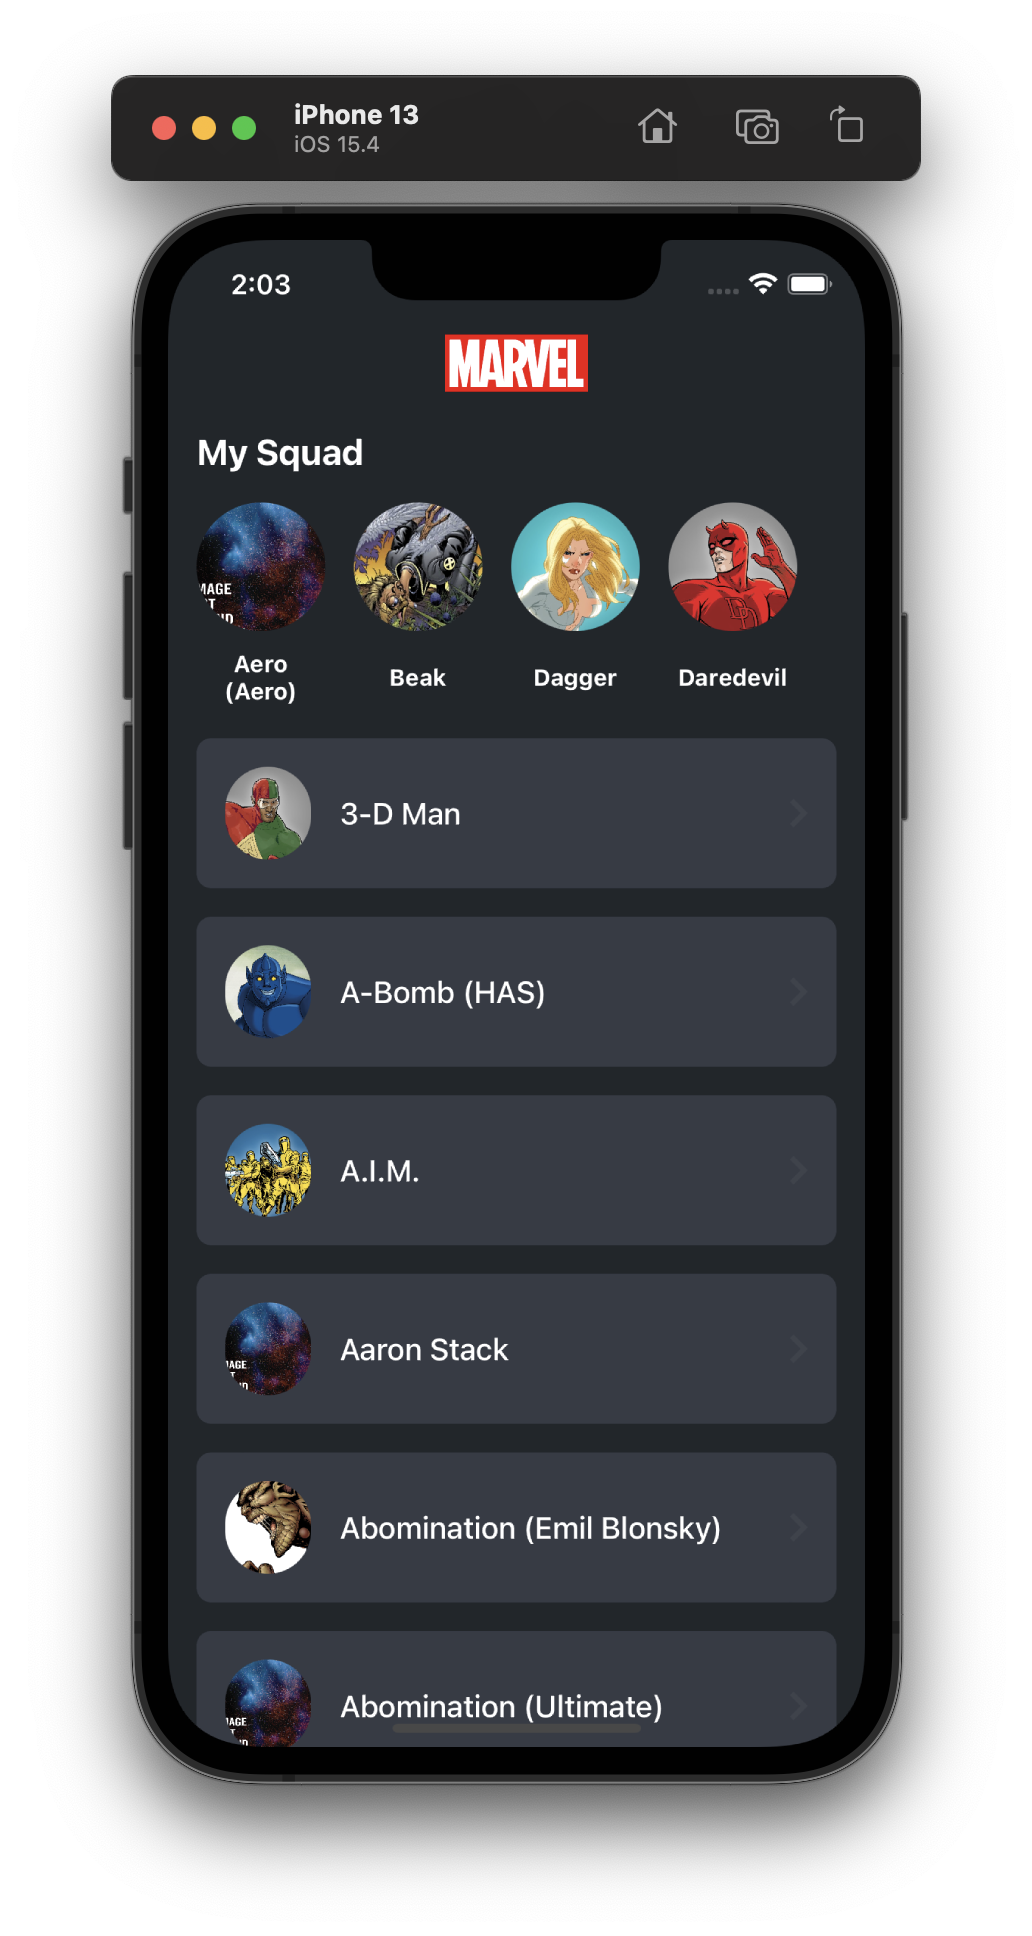 iPhone 13
iOS 15.4
2:03
MARVEL
My Squad
Aero
(Aero)
Beak
Dagger
Daredevil
3-D Man
A-Bomb (HAS)
A.I.M.
Aaron Stack
Abomination (Emil Blonsky)
Abomination (Ultimate)